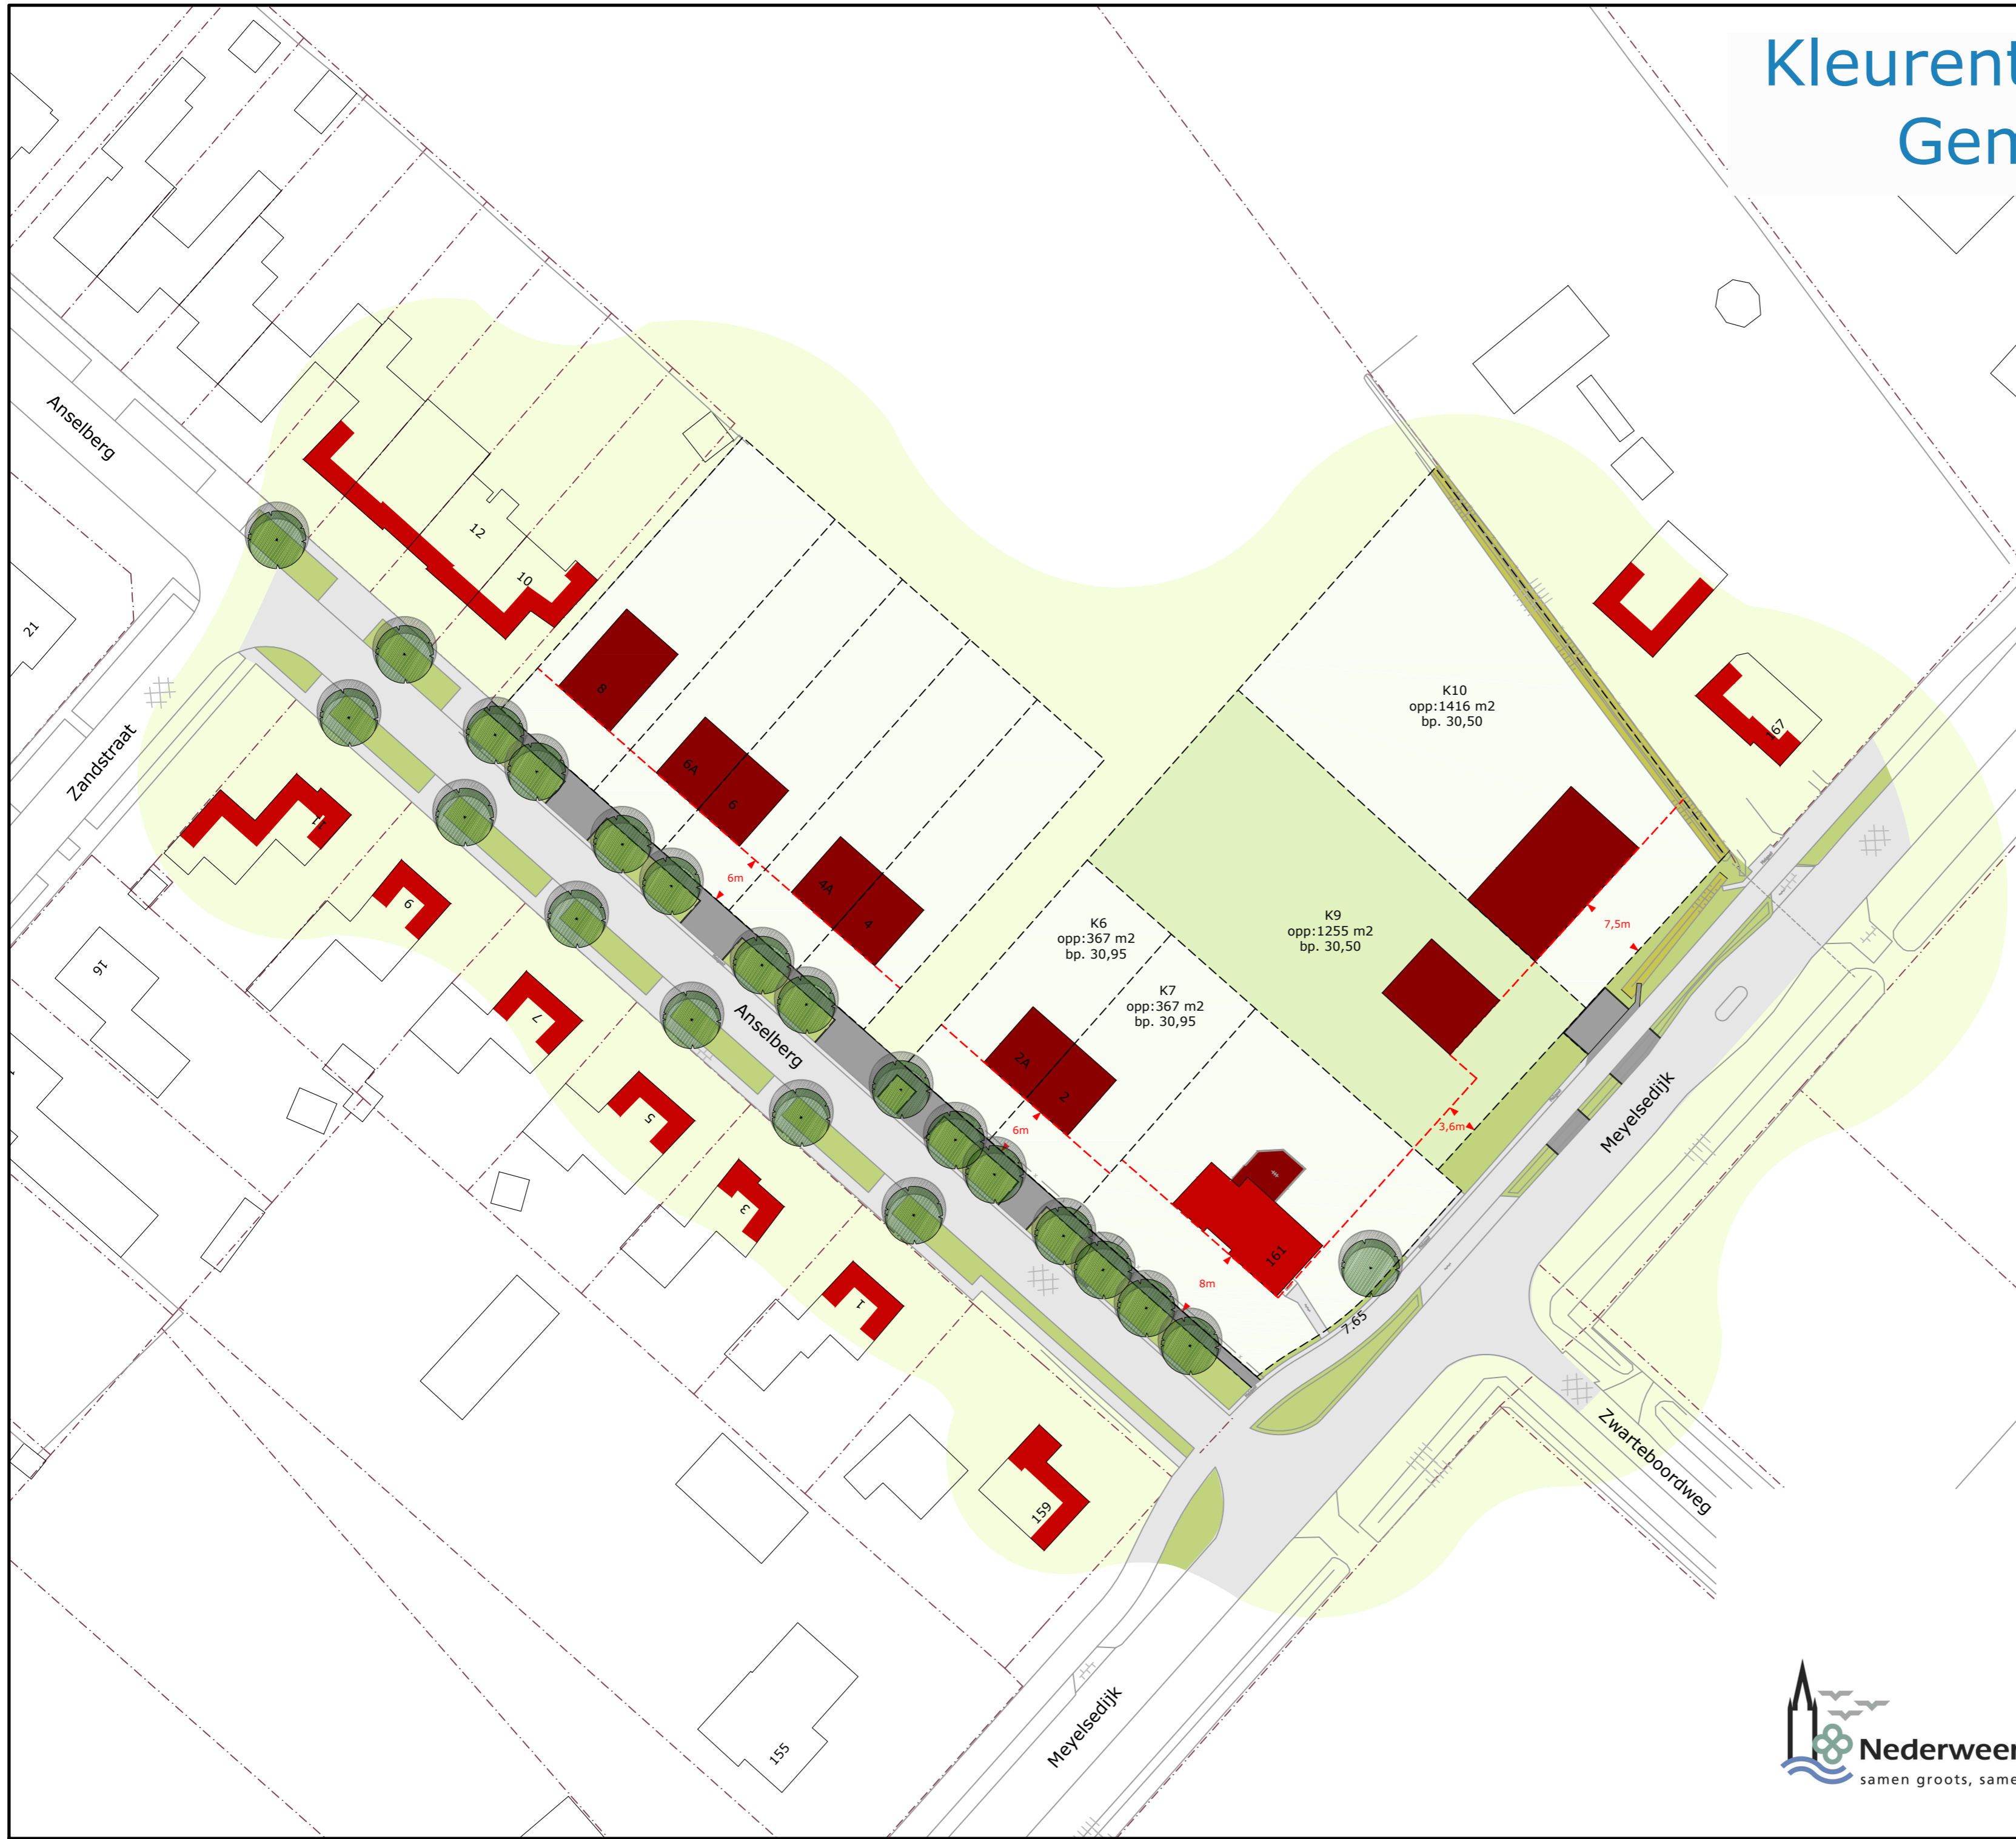 Kleurent
Gem
Anselberg
12
10
21
8
6A
6
Zandstraat
4A
4
6m
11
9
16
7
5
3
1
Anselberg
K10
opp:1416 m2
bp. 30,50
167
K9
opp:1255 m2
bp. 30,50
K6
opp:367 m2
bp. 30,95
K7
opp:367 m2
bp. 30,95
7,5m
2A
2
6m
3,6m
Meyelsedijk
161
8m
7.65
Zwarteboordweg
159
155
Meyelsedijk
Nederweer
samen groots, same